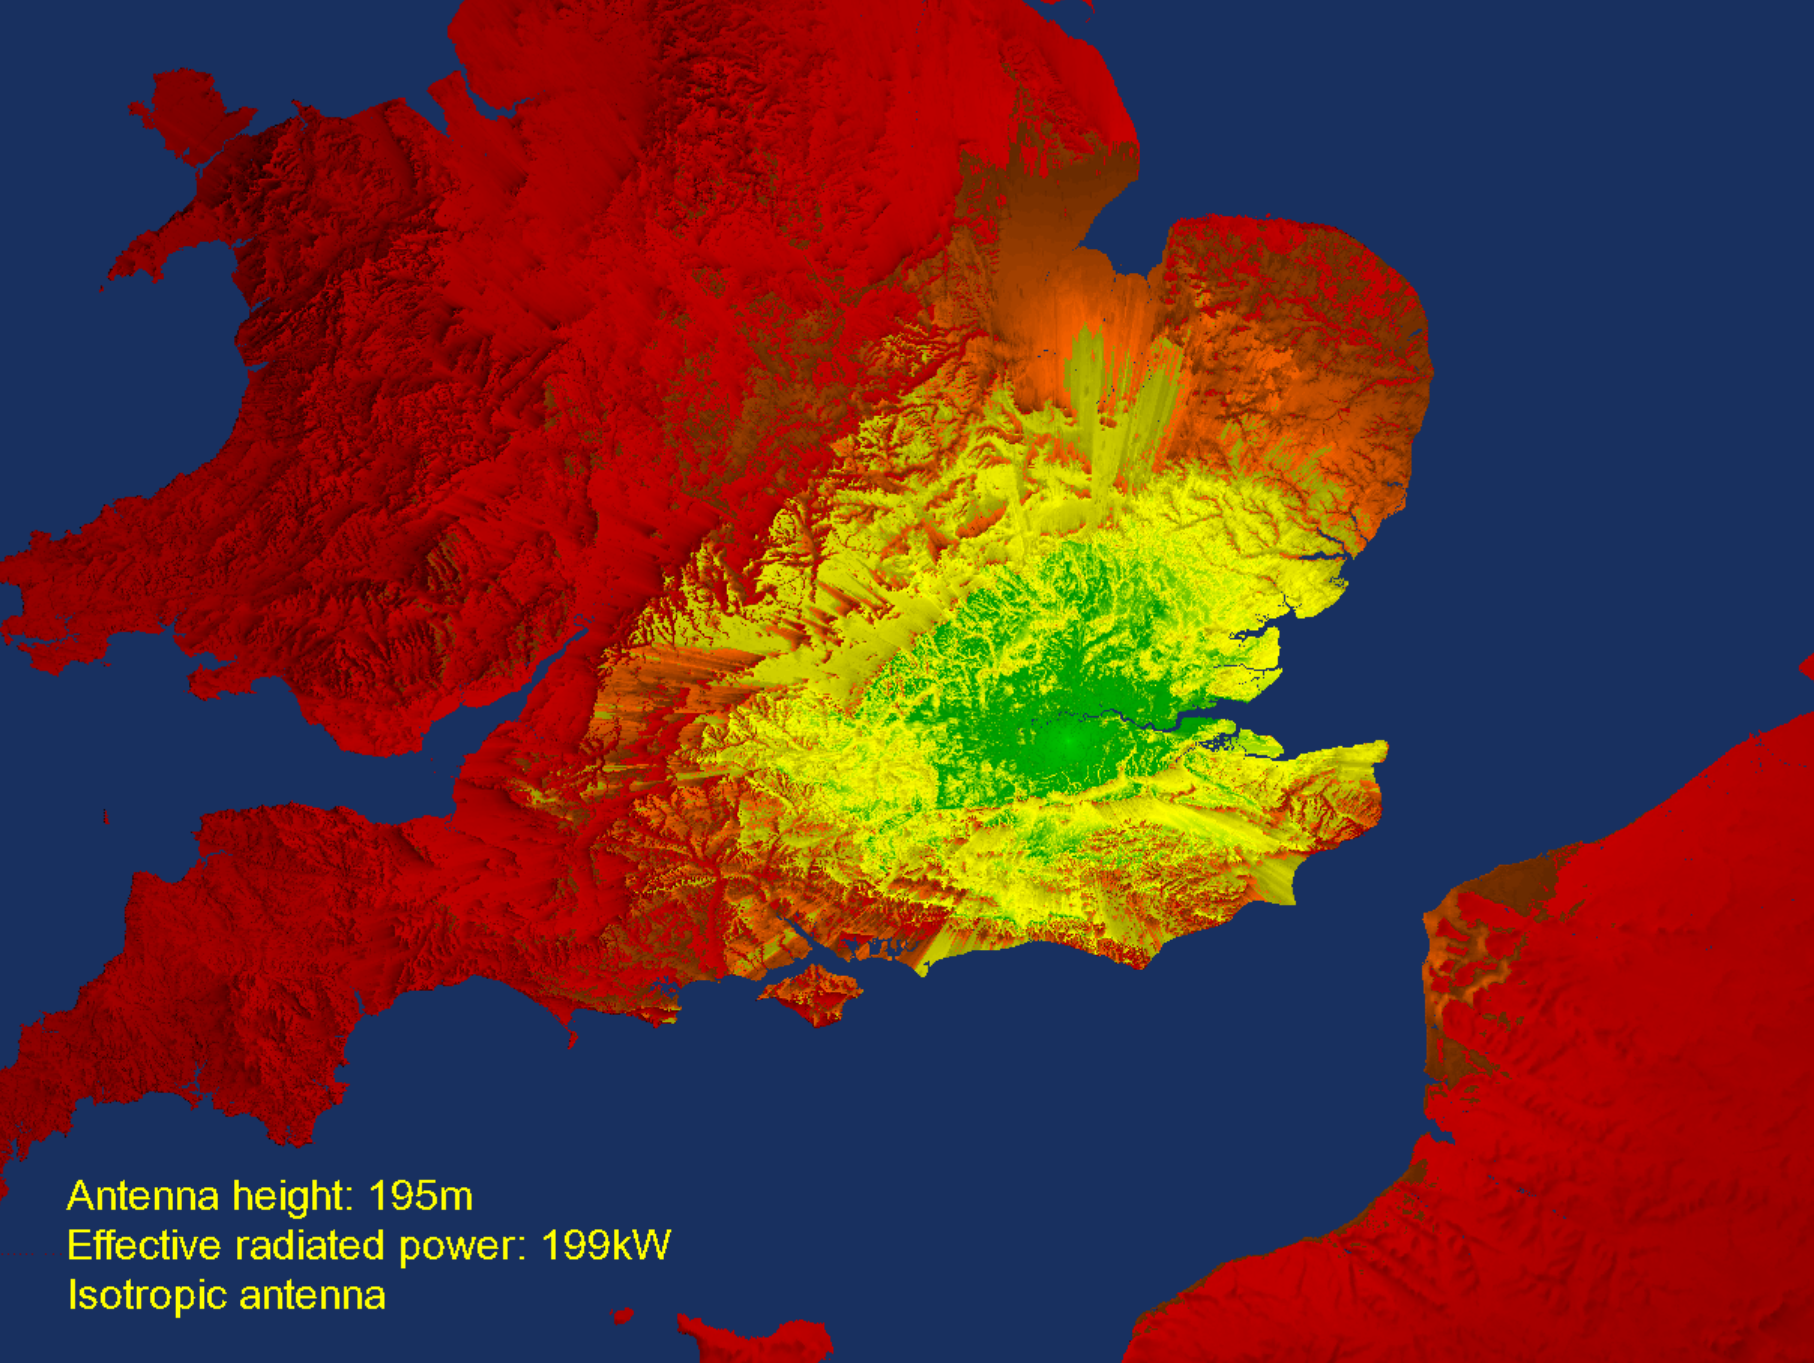 Antenna height: 195m
Effective radiated power: 199kW
Isotropic antenna